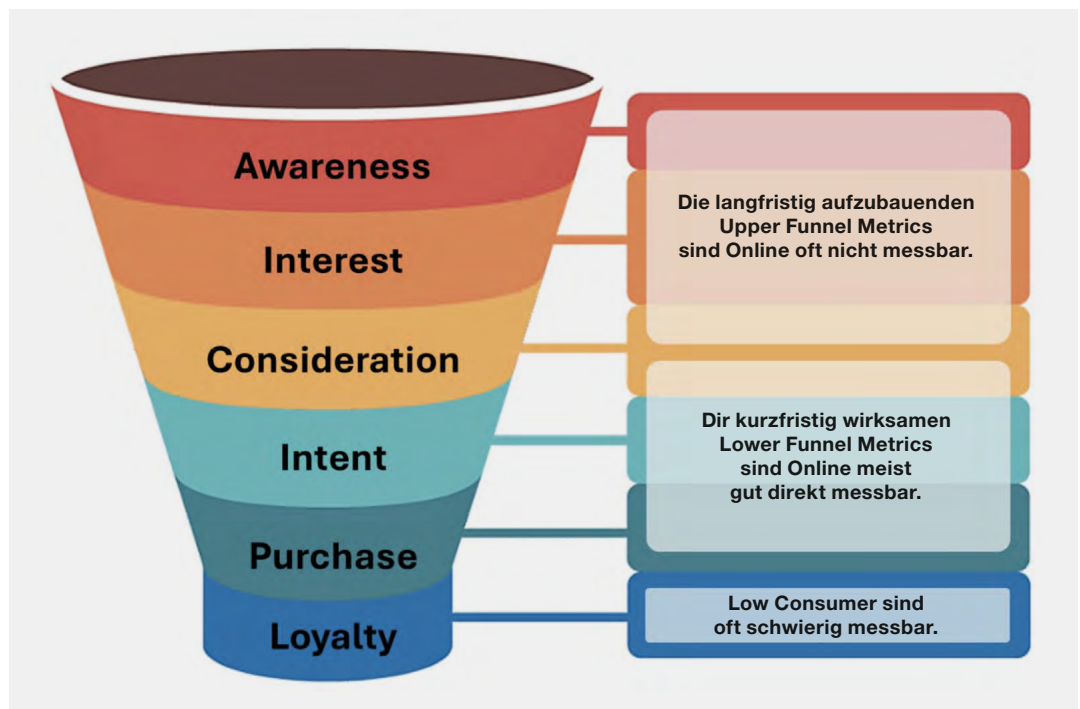 Awareness
Interest
Consideration
Intent
Purchase
Loyalty
Die langfristig aufzubauenden
Upper Funnel Metrics
sind Online oft nicht messbar.
Dir kurzfristig wirksamen
Lower Funnel Metrics
sind Online meist
gut direkt messbar.
Low Consumer sind
oft schwierig messbar.